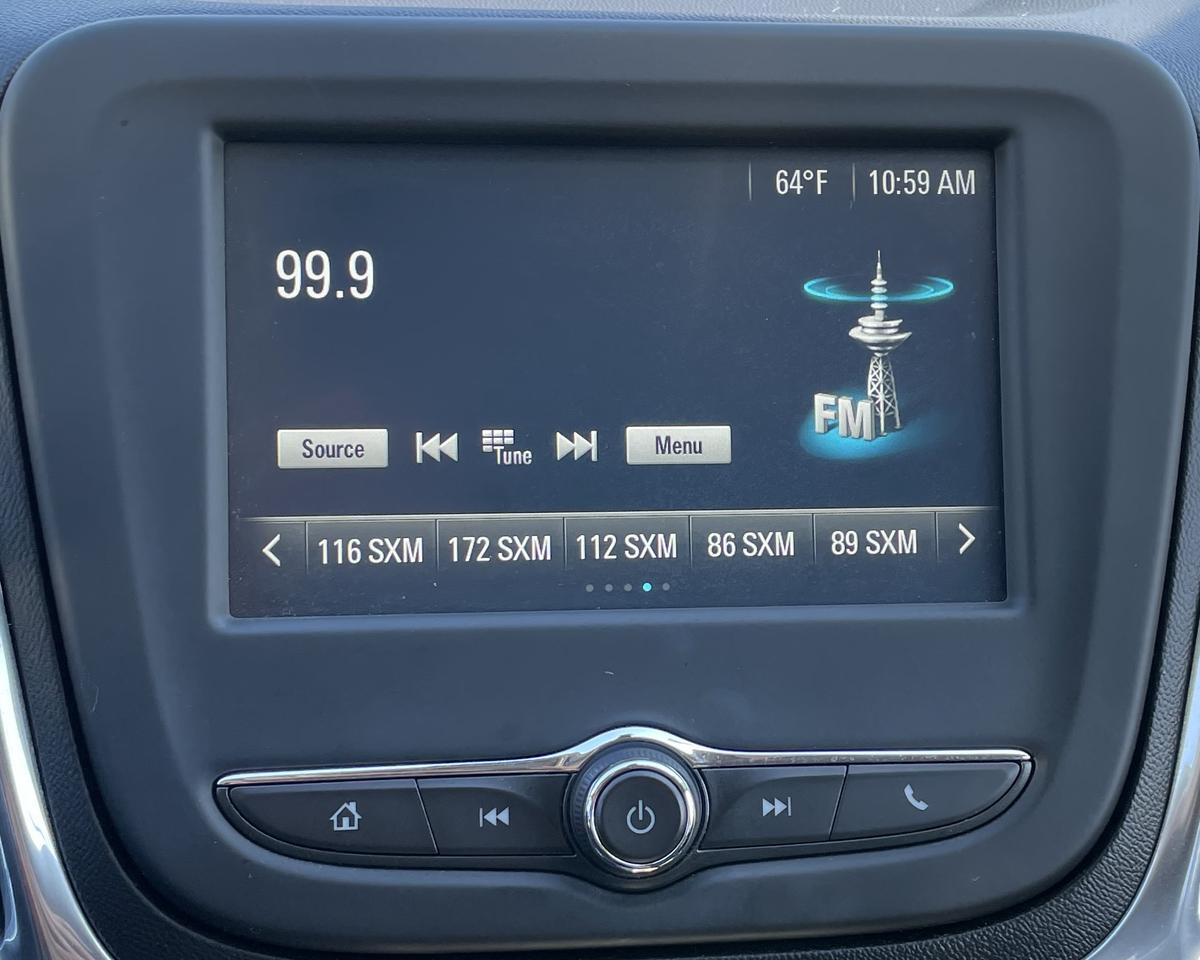 64°F 10:59 AM
99.9
FM
Source Tune Menu
116 SXM 172 SXM 112 SXM 86 SXM 89 SXM